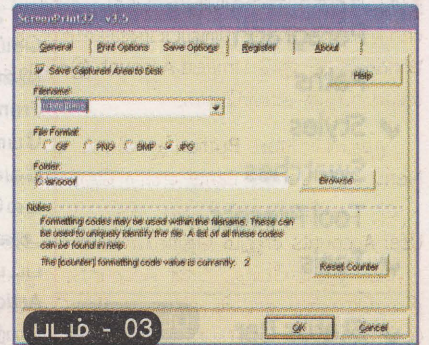 ScreenPrint32 v3.5
General Print Options Save Options Register About
Save Captured Area to Disk
Help
Filename:
File Format:
GIF PNG BMP JPG
Folder:
Browse
Notes
Formatting codes may be used within the filename. These can
be used to uniquely identify the file. A list of all these codes
can be found in help.
The [counter] formatting code value is currently: 2
Reset Counter
படம் - 03
OK Cancel